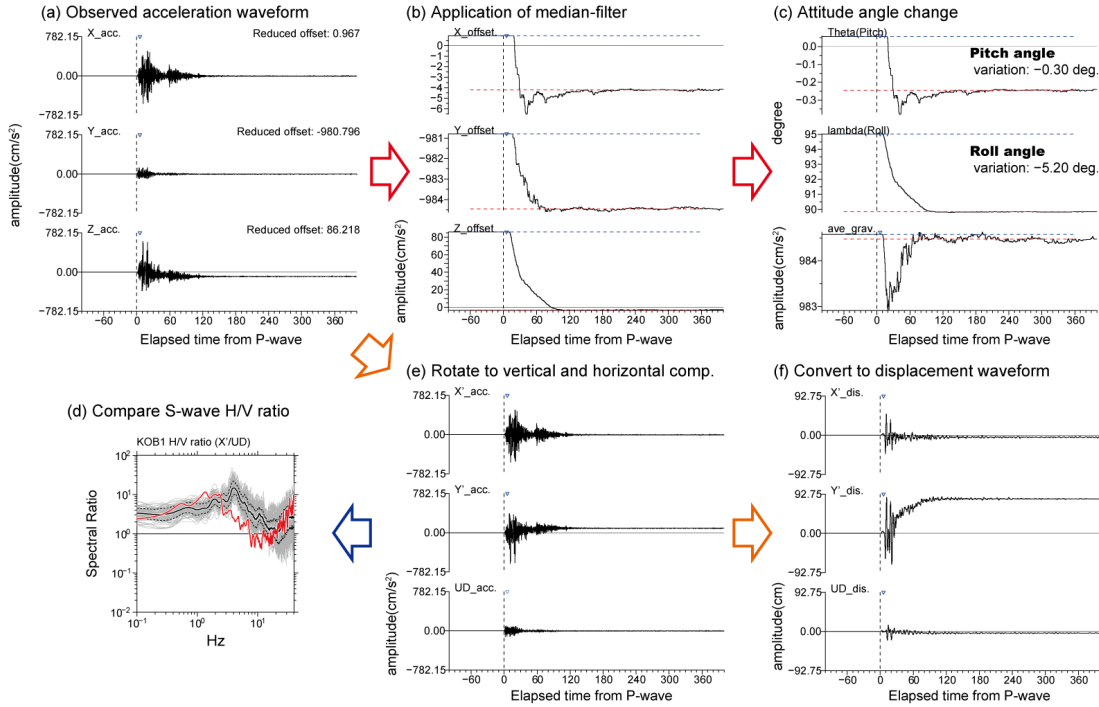 (a) Observed acceleration waveform
X_acc.
Reduced offset: 0.967
782.15
0.00
−782.15
Y_acc.
Reduced offset: -980.796
782.15
0.00
−782.15
Z_acc.
Reduced offset: 86.218
782.15
0.00
−782.15
amplitude(cm/s²)
−60 0 60 120 180 240 300 360
Elapsed time from P-wave
(b) Application of median-filter
X_offset
0
−1
−2
−3
−4
−5
−6
Y_offset
−981
−982
−983
−984
Z_offset
80
60
40
20
0
amplitude(cm/s²)
−60 0 60 120 180 240 300 360
Elapsed time from P-wave
(c) Attitude angle change
Theta(Pitch)
Pitch angle
variation: −0.30 deg.
0.0
−0.1
−0.2
−0.3
degree
lambda(Roll)
Roll angle
variation: −5.20 deg.
95
94
93
92
91
90
ave_grav.
984
983
amplitude(cm/s²)
−60 0 60 120 180 240 300 360
Elapsed time from P-wave
(d) Compare S-wave H/V ratio
KOB1 H/V ratio (X'/UD)
10²
10¹
10⁰
10⁻¹
10⁻²
Spectral Ratio
10⁻¹ 10⁰ 10¹
Hz
(e) Rotate to vertical and horizontal comp.
X'_acc.
782.15
0.00
−782.15
Y'_acc.
782.15
0.00
−782.15
UD_acc.
782.15
0.00
−782.15
amplitude(cm/s²)
−60 0 60 120 180 240 300 360
Elapsed time from P-wave
(f) Convert to displacement waveform
X'_dis.
92.75
0.00
−92.75
Y'_dis.
92.75
0.00
−92.75
UD_dis.
92.75
0.00
−92.75
amplitude(cm)
−60 0 60 120 180 240 300 360
Elapsed time from P-wave